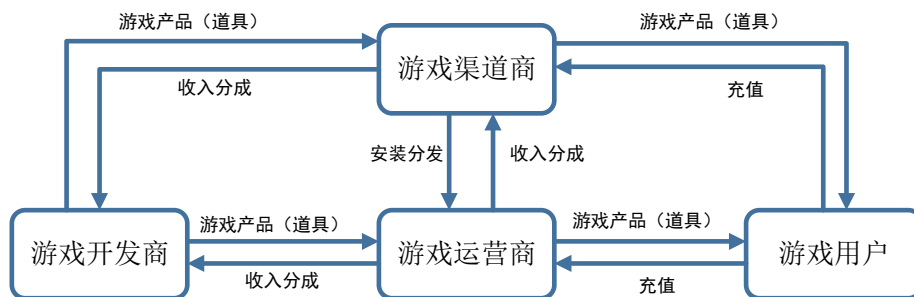 游戏产品（道具）
游戏产品（道具）
游戏渠道商
收入分成
充值
安装分发
收入分成
游戏开发商
游戏产品（道具）
收入分成
游戏运营商
游戏产品（道具）
充值
游戏用户